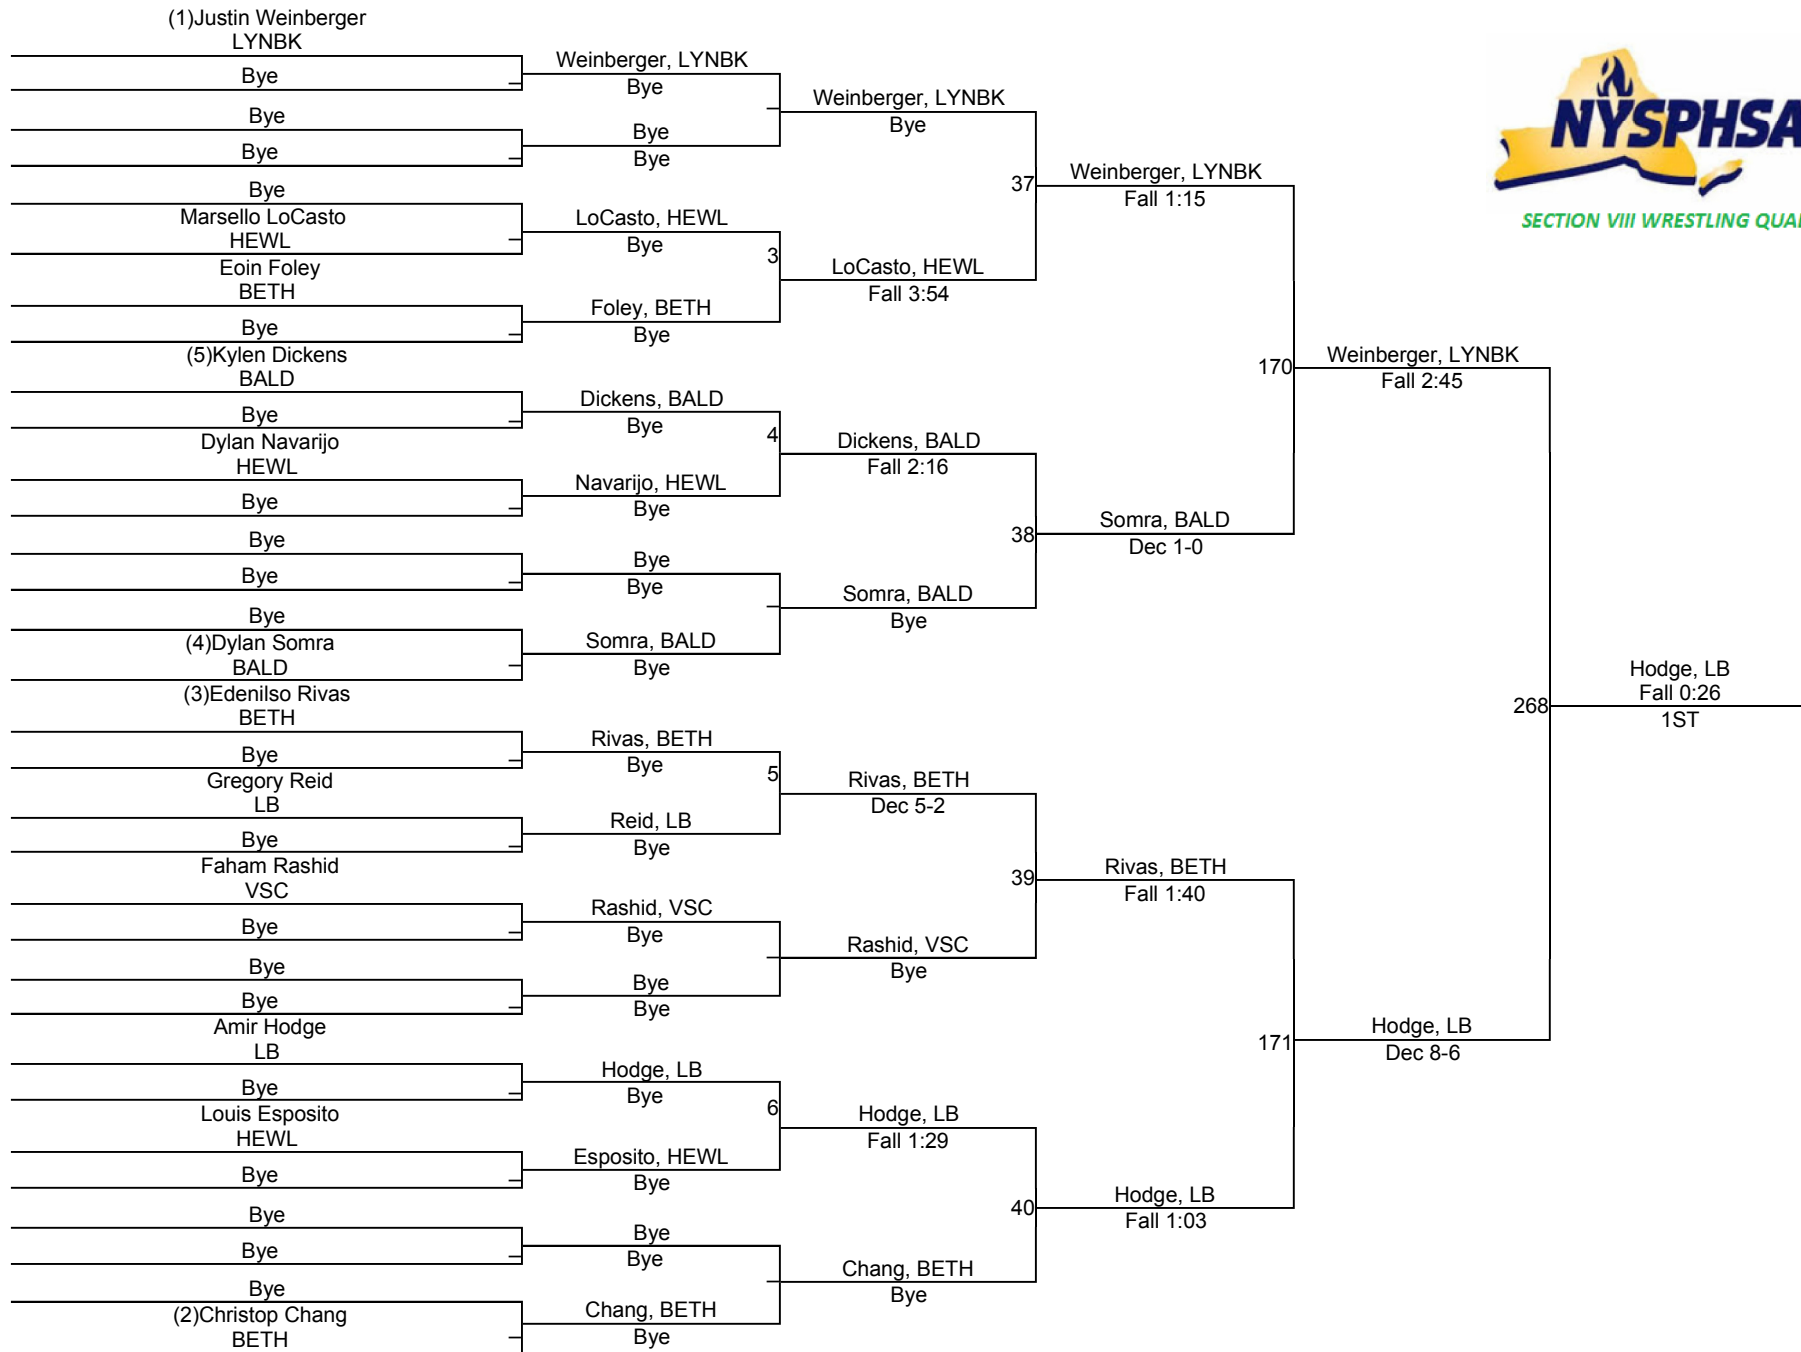 (1)Justin Weinberger
LYNBK
Bye
Bye
Bye
Bye
Marsello LoCasto
HEWL
Eoin Foley
BETH
Bye
(5)Kylen Dickens
BALD
Bye
Dylan Navarijo
HEWL
Bye
Bye
Bye
Bye
(4)Dylan Somra
BALD
(3)Edenilso Rivas
BETH
Bye
Gregory Reid
LB
Bye
Faham Rashid
VSC
Bye
Bye
Bye
Amir Hodge
LB
Bye
Louis Esposito
HEWL
Bye
Bye
Bye
Bye
(2)Christop Chang
BETH
Weinberger, LYNBK
Bye
Bye
Bye
LoCasto, HEWL
Bye
3
Foley, BETH
Bye
Dickens, BALD
Bye
4
Navarijo, HEWL
Bye
Bye
Bye
Somra, BALD
Bye
Rivas, BETH
Bye
5
Reid, LB
Bye
Rashid, VSC
Bye
Bye
Bye
Hodge, LB
Bye
6
Esposito, HEWL
Bye
Bye
Bye
Chang, BETH
Bye
Weinberger, LYNBK
Bye
37
LoCasto, HEWL
Fall 3:54
Dickens, BALD
Fall 2:16
38
Somra, BALD
Bye
Rivas, BETH
Dec 5-2
39
Rashid, VSC
Bye
Hodge, LB
Fall 1:29
40
Chang, BETH
Bye
Weinberger, LYNBK
Fall 1:15
170
Somra, BALD
Dec 1-0
Rivas, BETH
Fall 1:40
171
Hodge, LB
Fall 1:03
Weinberger, LYNBK
Fall 2:45
268
Hodge, LB
Dec 8-6
Hodge, LB
Fall 0:26
1ST
NYSPHSA
SECTION VIII WRESTLING QUAL